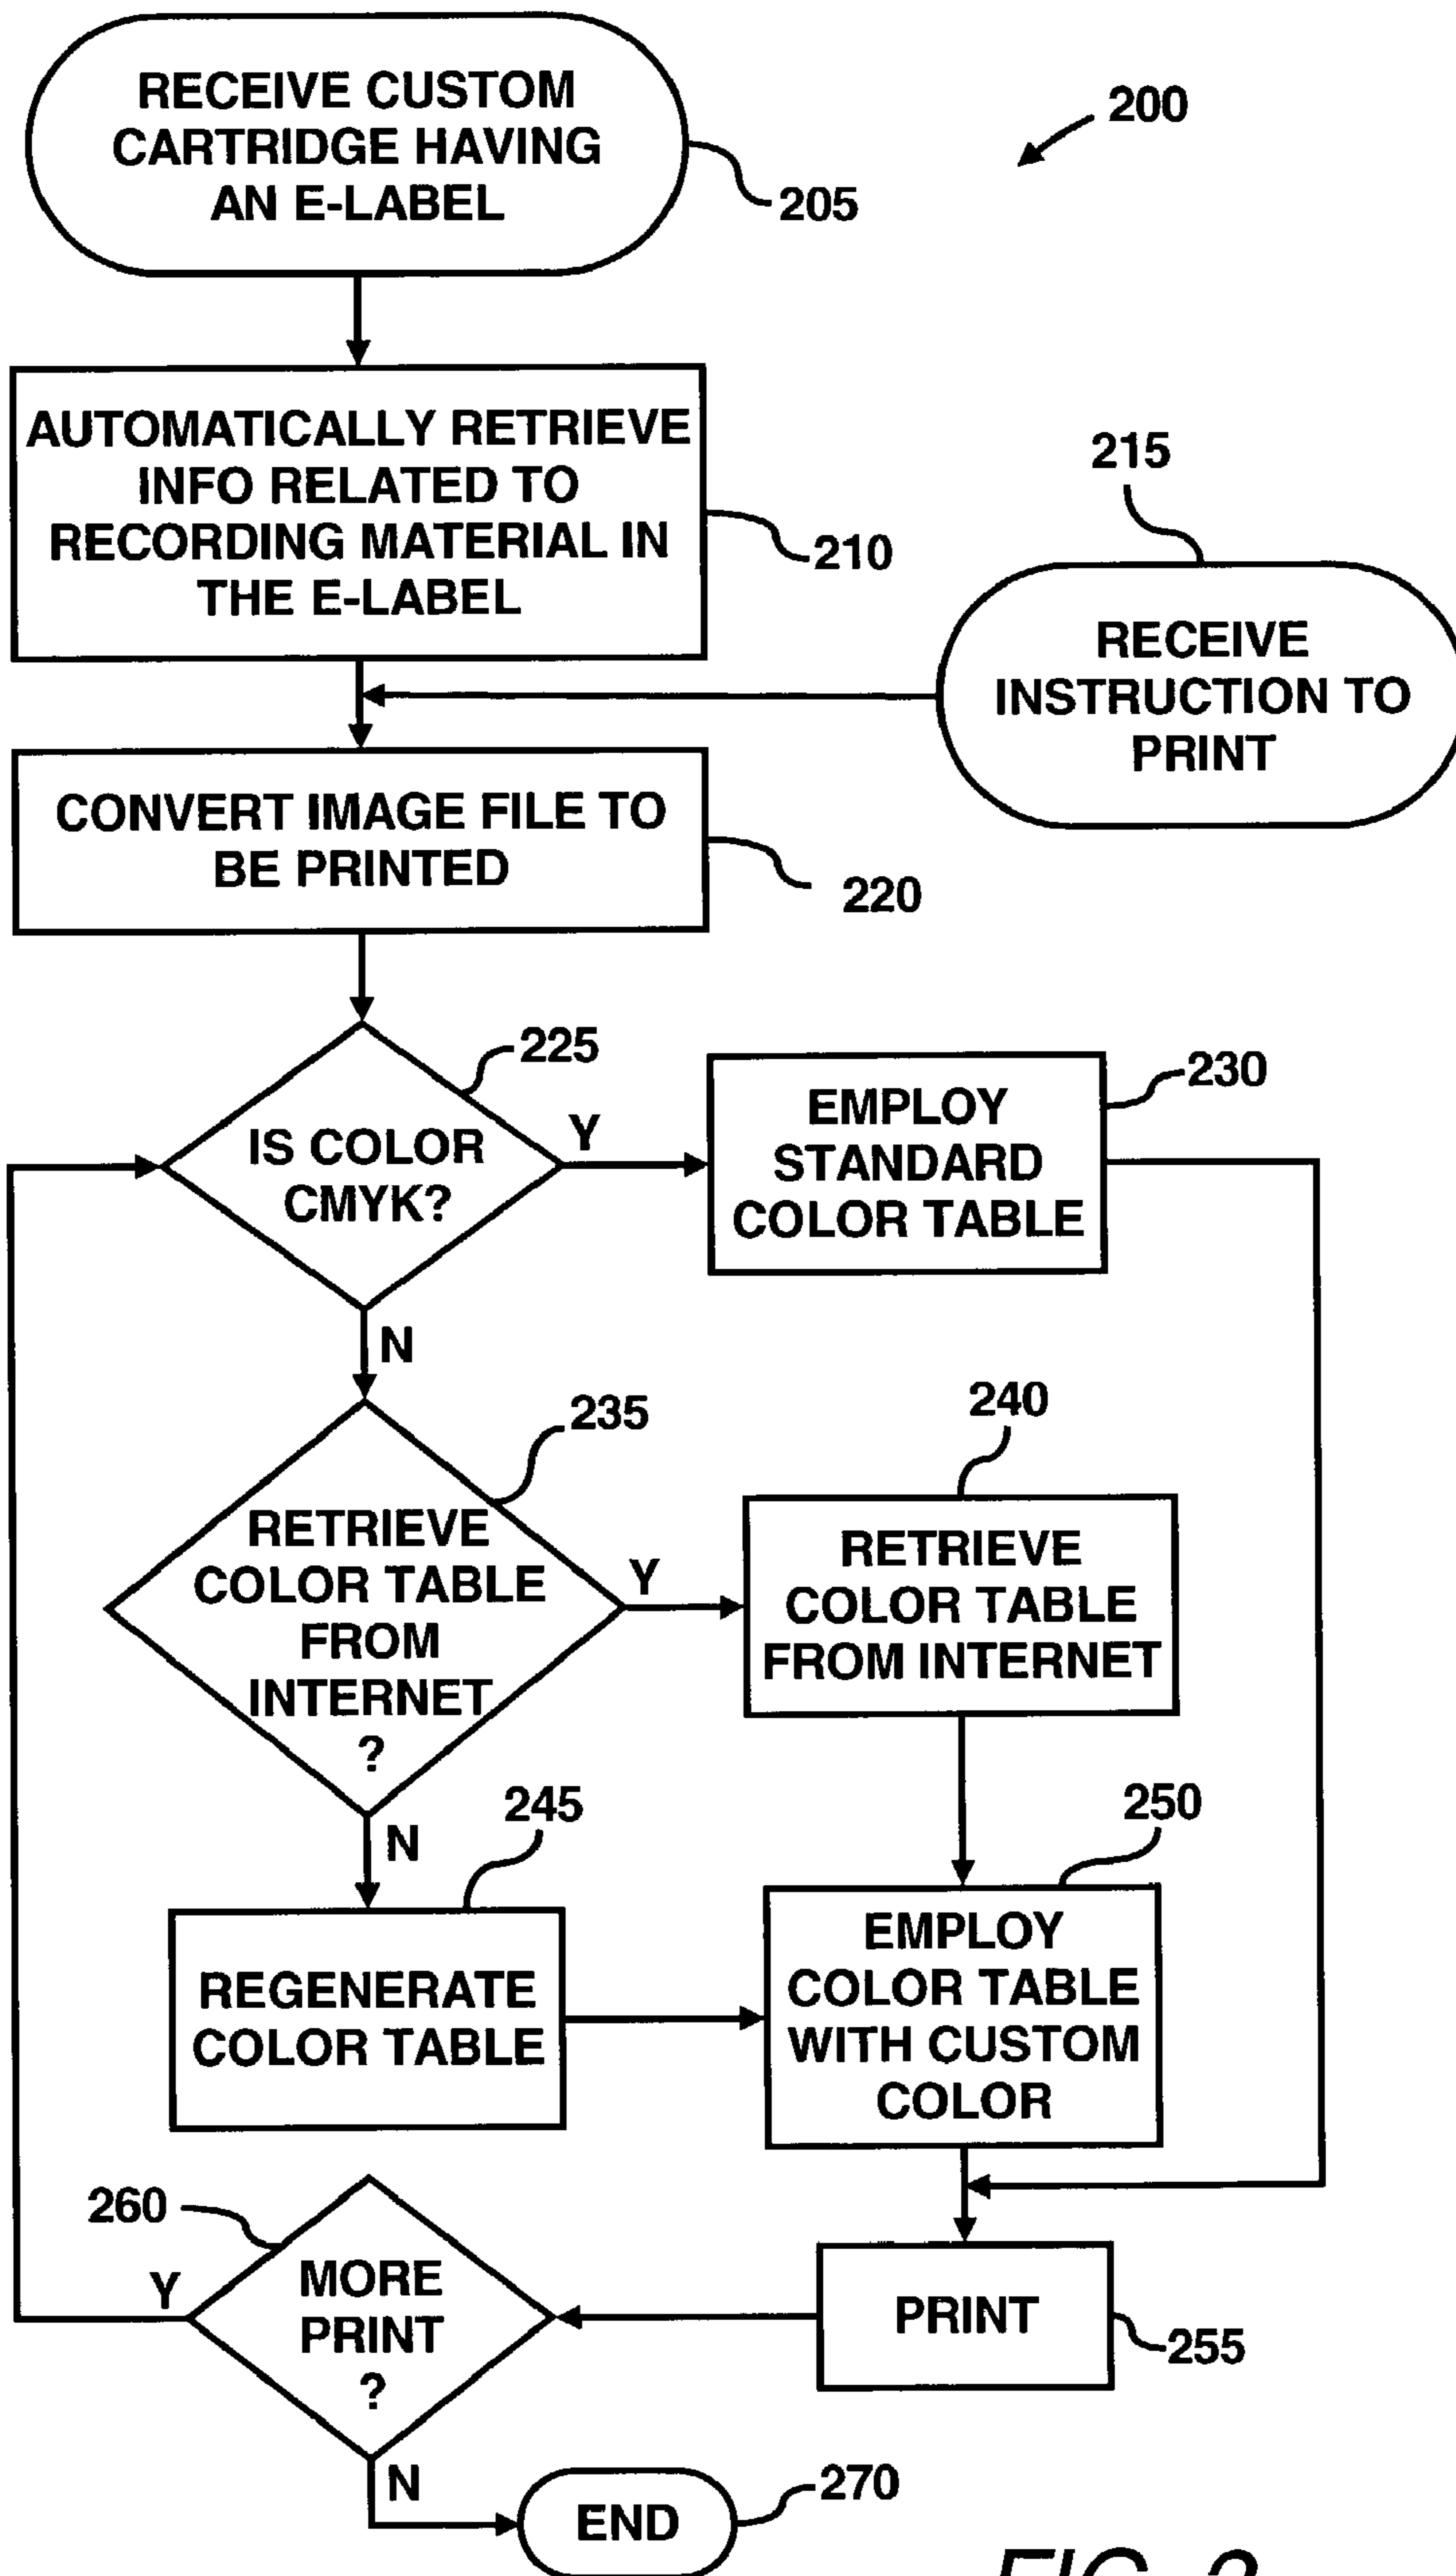 RECEIVE CUSTOM
CARTRIDGE HAVING
AN E-LABEL
200
205
AUTOMATICALLY RETRIEVE
INFO RELATED TO
RECORDING MATERIAL IN
THE E-LABEL
210
215
RECEIVE
INSTRUCTION TO
PRINT
CONVERT IMAGE FILE TO
BE PRINTED
220
225
IS COLOR
CMYK?
Y
N
230
EMPLOY
STANDARD
COLOR TABLE
235
RETRIEVE
COLOR TABLE
FROM
INTERNET
?
Y
N
240
RETRIEVE
COLOR TABLE
FROM INTERNET
245
REGENERATE
COLOR TABLE
250
EMPLOY
COLOR TABLE
WITH CUSTOM
COLOR
260
MORE
PRINT
?
Y
N
PRINT
255
END
270
FIG.